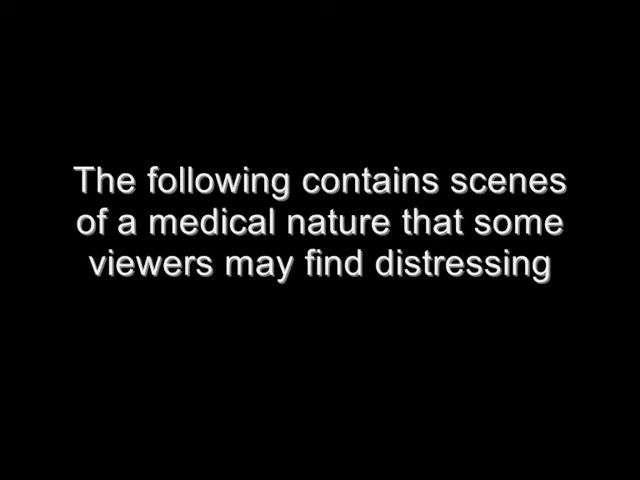 The following contains scenes
of a medical nature that some
viewers may find distressing